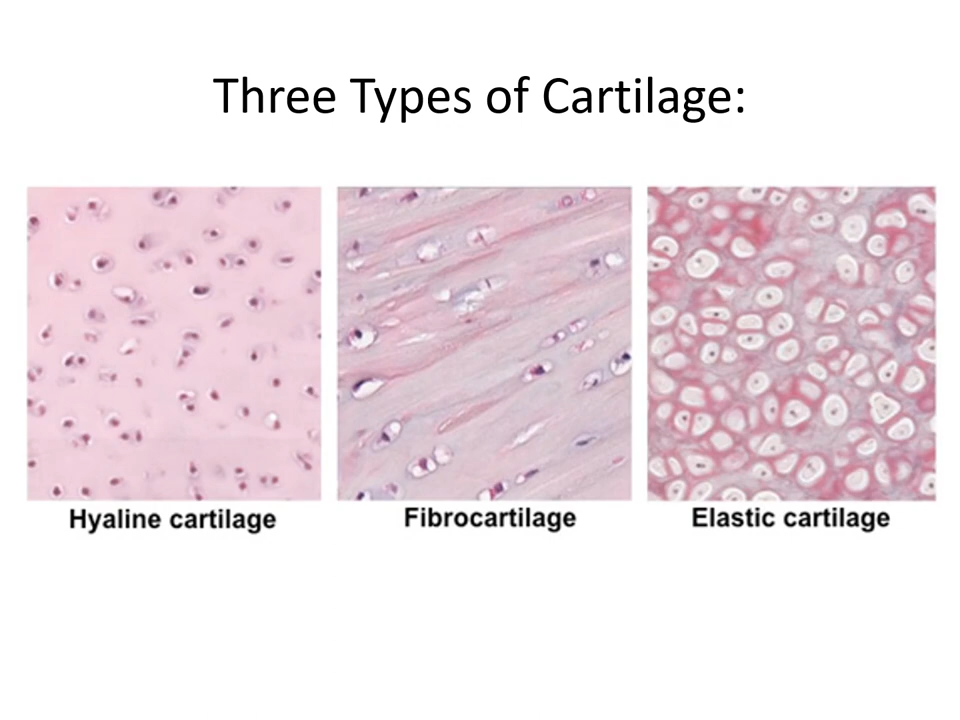 Three Types of Cartilage:
Hyaline cartilage
Fibrocartilage
Elastic cartilage